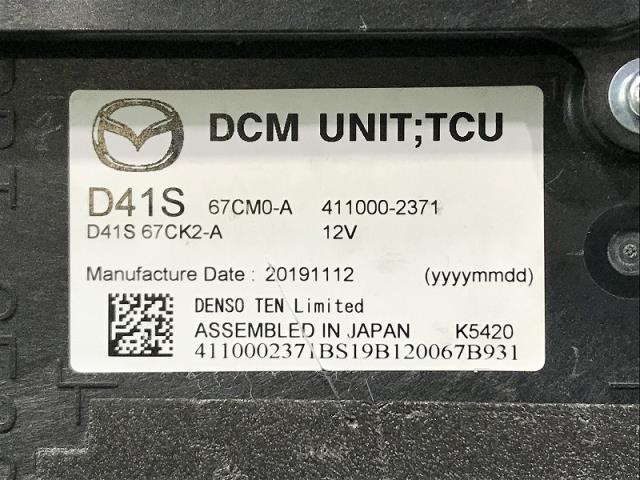 DCM UNIT;TCU
D41S 67CM0-A 411000-2371
D41S 67CK2-A 12V
Manufacture Date : 20191112 (yyyymmdd)
DENSO TEN Limited
ASSEMBLED IN JAPAN K5420
4110002371BS19B120067B931